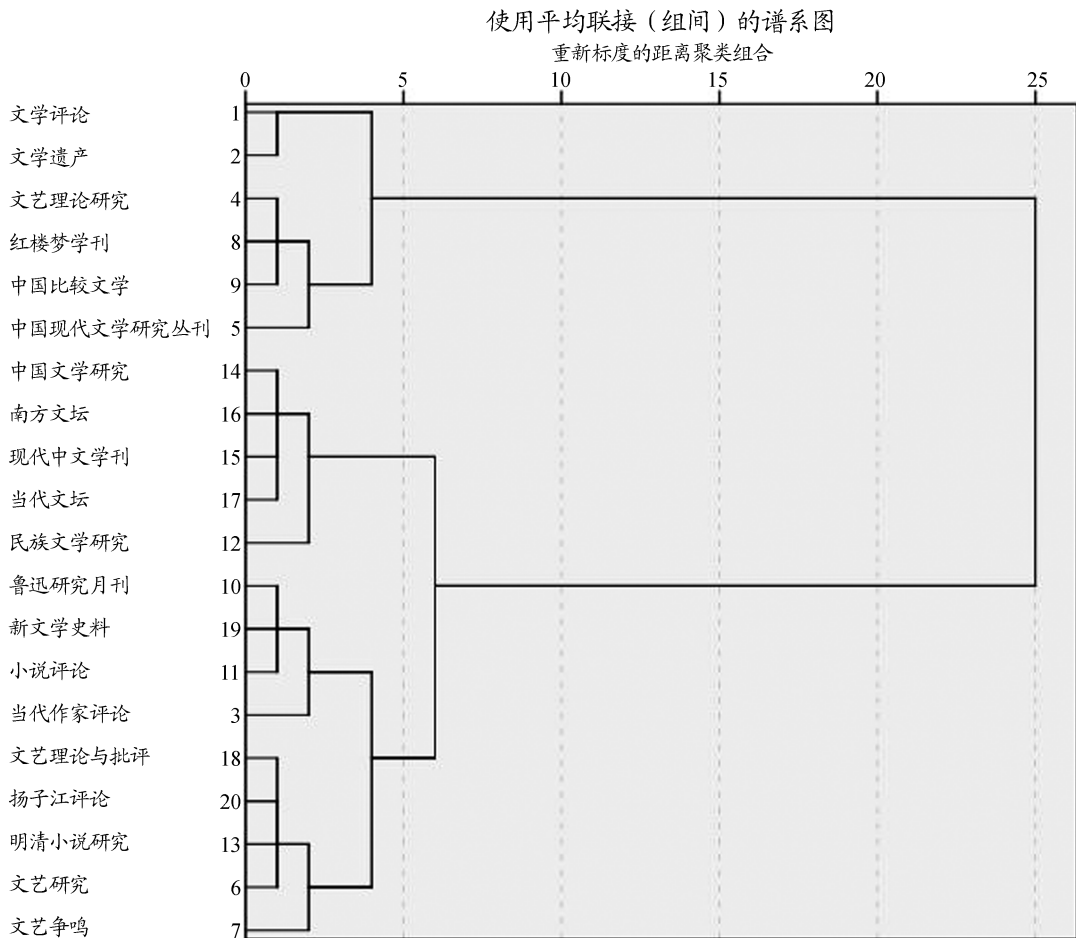 使用平均联接（组间）的谱系图
重新标度的距离聚类组合
0 5 10 15 20 25
文学评论 1
文学遗产 2
文艺理论研究 4
红楼梦学刊 8
中国比较文学 9
中国现代文学研究丛刊 5
中国文学研究 14
南方文坛 16
现代中文学刊 15
当代文坛 17
民族文学研究 12
鲁迅研究月刊 10
新文学史料 19
小说评论 11
当代作家评论 3
文艺理论与批评 18
扬子江评论 20
明清小说研究 13
文艺研究 6
文艺争鸣 7